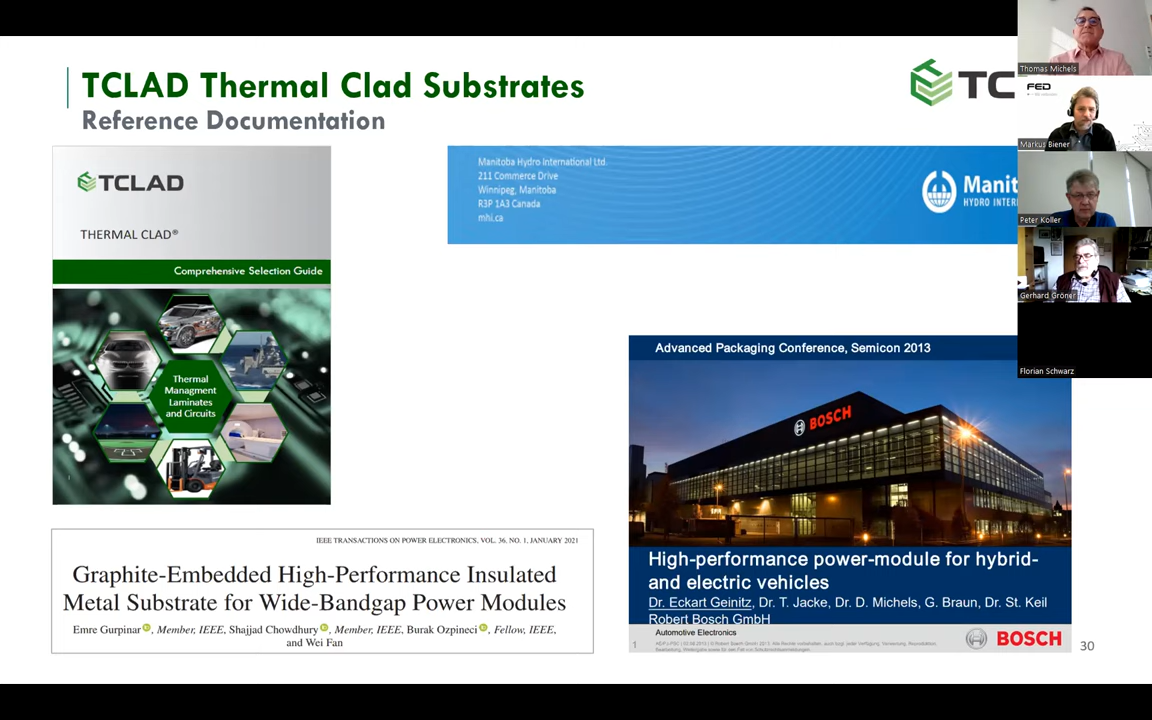 TCLAD Thermal Clad Substrates
Reference Documentation
TC
TCLAD
THERMAL CLAD®
Comprehensive Selection Guide
Thermal
Managment
Laminates
and Circuits
Manitoba Hydro International Ltd.
211 Commerce Drive
Winnipeg, Manitoba
R3P 1A3 Canada
mhi.ca
Manit
HYDRO INTERN
IEEE TRANSACTIONS ON POWER ELECTRONICS, VOL. 36, NO. 1, JANUARY 2021
Graphite-Embedded High-Performance Insulated
Metal Substrate for Wide-Bandgap Power Modules
Emre Gurpinar, Member, IEEE, Shajjad Chowdhury, Member, IEEE, Burak Ozpineci, Fellow, IEEE,
and Wei Fan
Advanced Packaging Conference, Semicon 2013
BOSCH
High-performance power-module for hybrid-
and electric vehicles
Dr. Eckart Geinitz, Dr. T. Jacke, Dr. D. Michels, G. Braun, Dr. St. Keil
Robert Bosch GmbH
Automotive Electronics
1
BOSCH
30
Thomas Michels
FED
Markus Biener
Peter Koller
Gerhard Gröner
Florian Schwarz